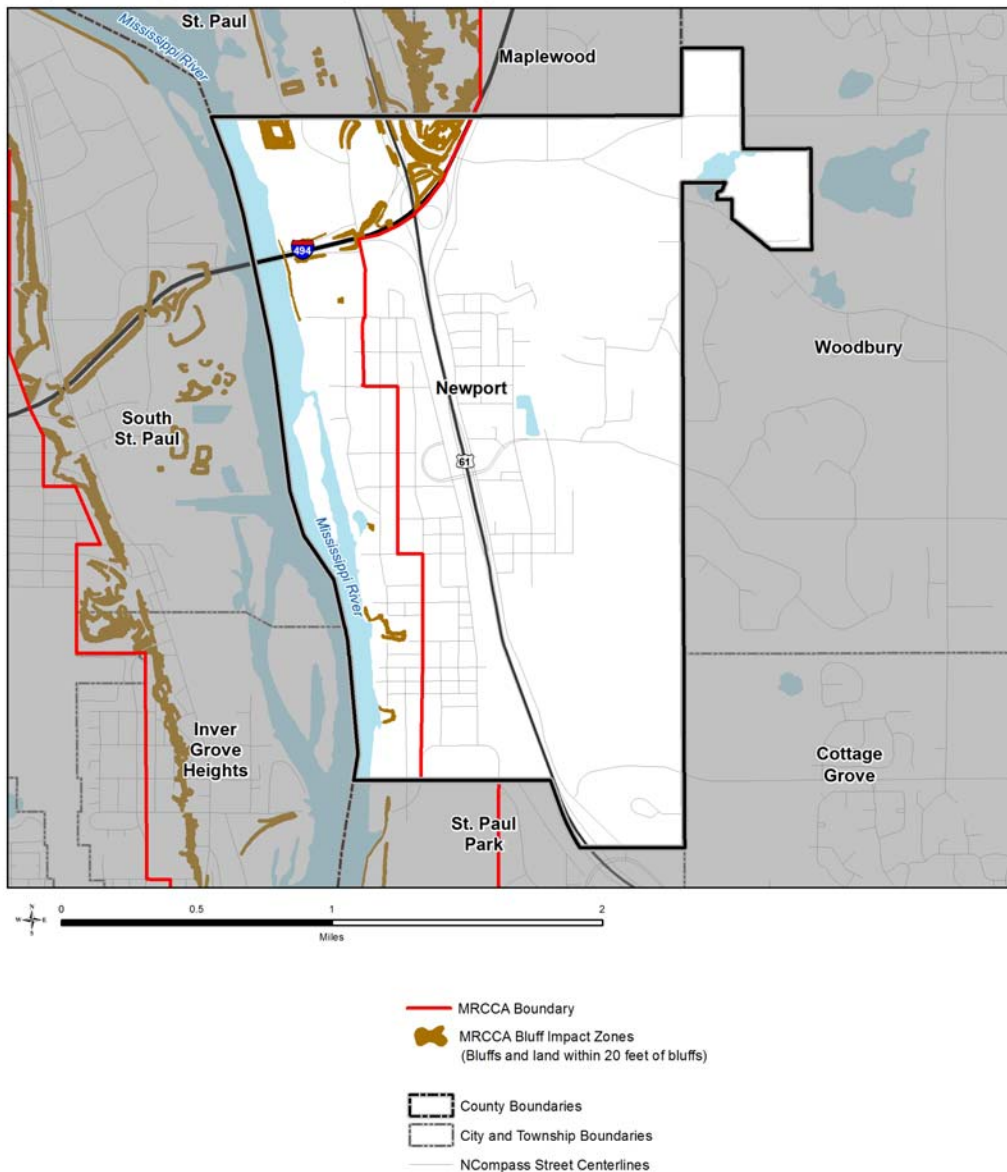 St. Paul
Mississippi River
Maplewood
494
Woodbury
Newport
South
St. Paul
61
Mississippi River
Inver
Grove
Heights
Cottage
Grove
St. Paul
Park
N
W E
S
0 0.5 1 2
Miles
MRCCA Boundary
MRCCA Bluff Impact Zones
(Bluffs and land within 20 feet of bluffs)
County Boundaries
City and Township Boundaries
NCompass Street Centerlines